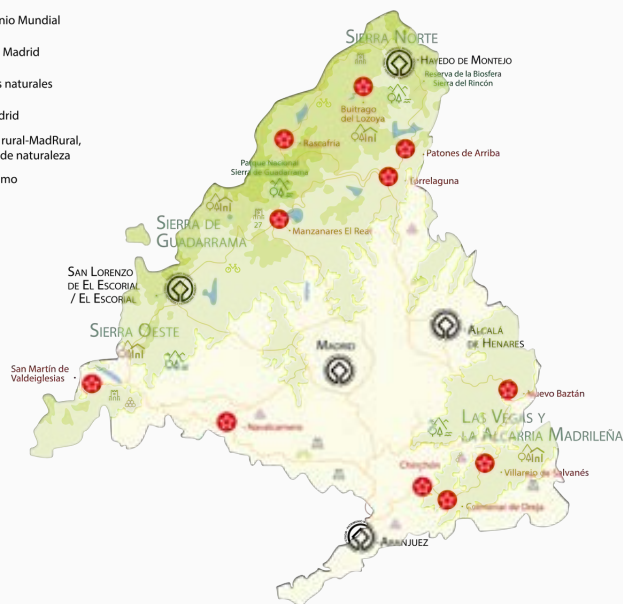 nio Mundial
Madrid
s naturales
drid
rural-MadRural,
de naturaleza
mo
Sierra Norte
Hayedo de Montejo
Reserva de la Biosfera
Sierra del Rincón
Buitrago
del Lozoya
Rascafría
Patones de Arriba
Parque Nacional
Sierra de Guadarrama
Torrelaguna
27
Manzanares El Real
Sierra de
Guadarrama
San Lorenzo
de El Escorial
/ El Escorial
Sierra Oeste
Alcalá
de Henares
Madrid
San Martín de
Valdeiglesias
Nuevo Baztán
Navalcarnero
Las Vegas y
la Alcarria Madrileña
Chinchón
Villarejo de Salvanés
Colmenar de Oreja
Aranjuez